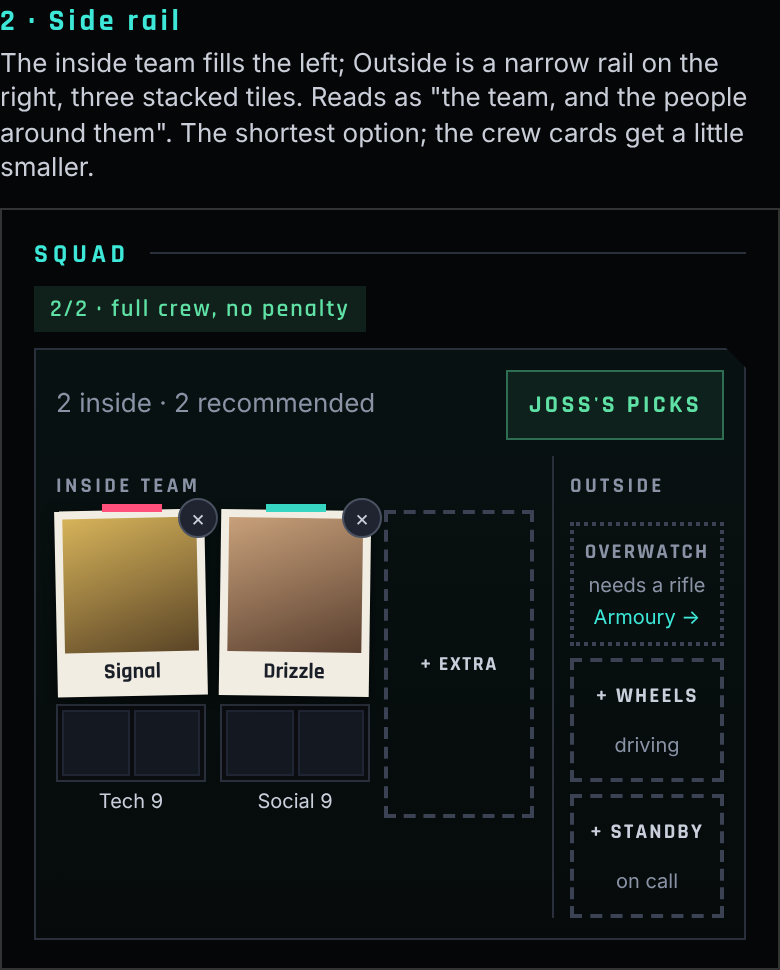 2 · Side rail
The inside team fills the left; Outside is a narrow rail on the
right, three stacked tiles. Reads as "the team, and the people
around them". The shortest option; the crew cards get a little
smaller.
SQUAD
2/2 · full crew, no penalty
2 inside · 2 recommended
JOSS'S PICKS
INSIDE TEAM
×
×
Signal
Drizzle
Tech 9
Social 9
+ EXTRA
OUTSIDE
OVERWATCH
needs a rifle
Armoury →
+ WHEELS
driving
+ STANDBY
on call